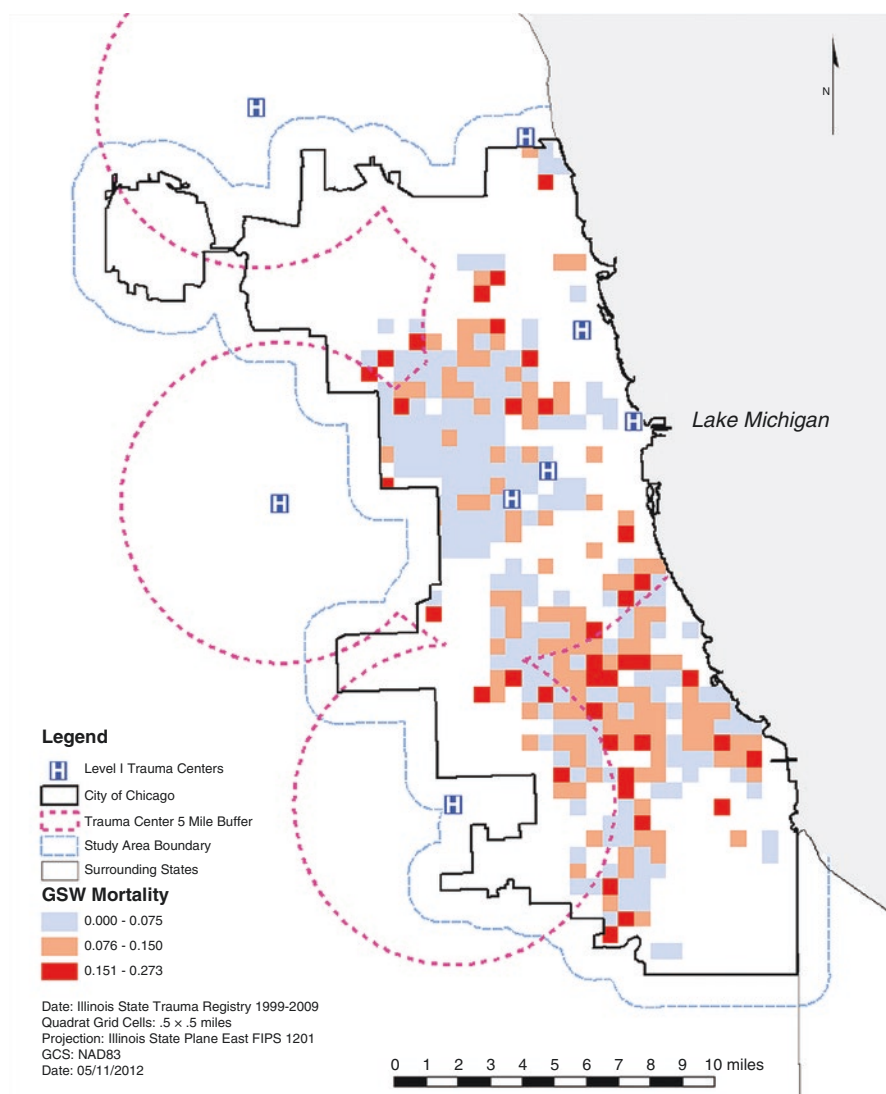 N
Lake Michigan
Legend
H Level I Trauma Centers
City of Chicago
Trauma Center 5 Mile Buffer
Study Area Boundary
Surrounding States
GSW Mortality
0.000 - 0.075
0.076 - 0.150
0.151 - 0.273
Date: Illinois State Trauma Registry 1999-2009
Quadrat Grid Cells: .5 × .5 miles
Projection: Illinois State Plane East FIPS 1201
GCS: NAD83
Date: 05/11/2012
0 1 2 3 4 5 6 7 8 9 10 miles
H
H
H
H
H
H
H
H